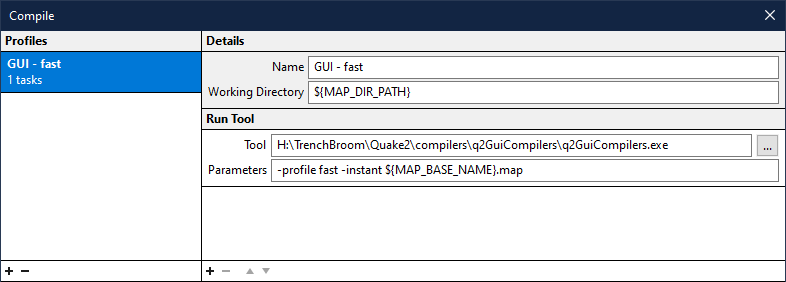 Compile
Profiles
GUI - fast
1 tasks
Details
Name GUI - fast
Working Directory ${MAP_DIR_PATH}
Run Tool
Tool H:\TrenchBroom\Quake2\compilers\q2GuiCompilers\q2GuiCompilers.exe ...
Parameters -profile fast -instant ${MAP_BASE_NAME}.map